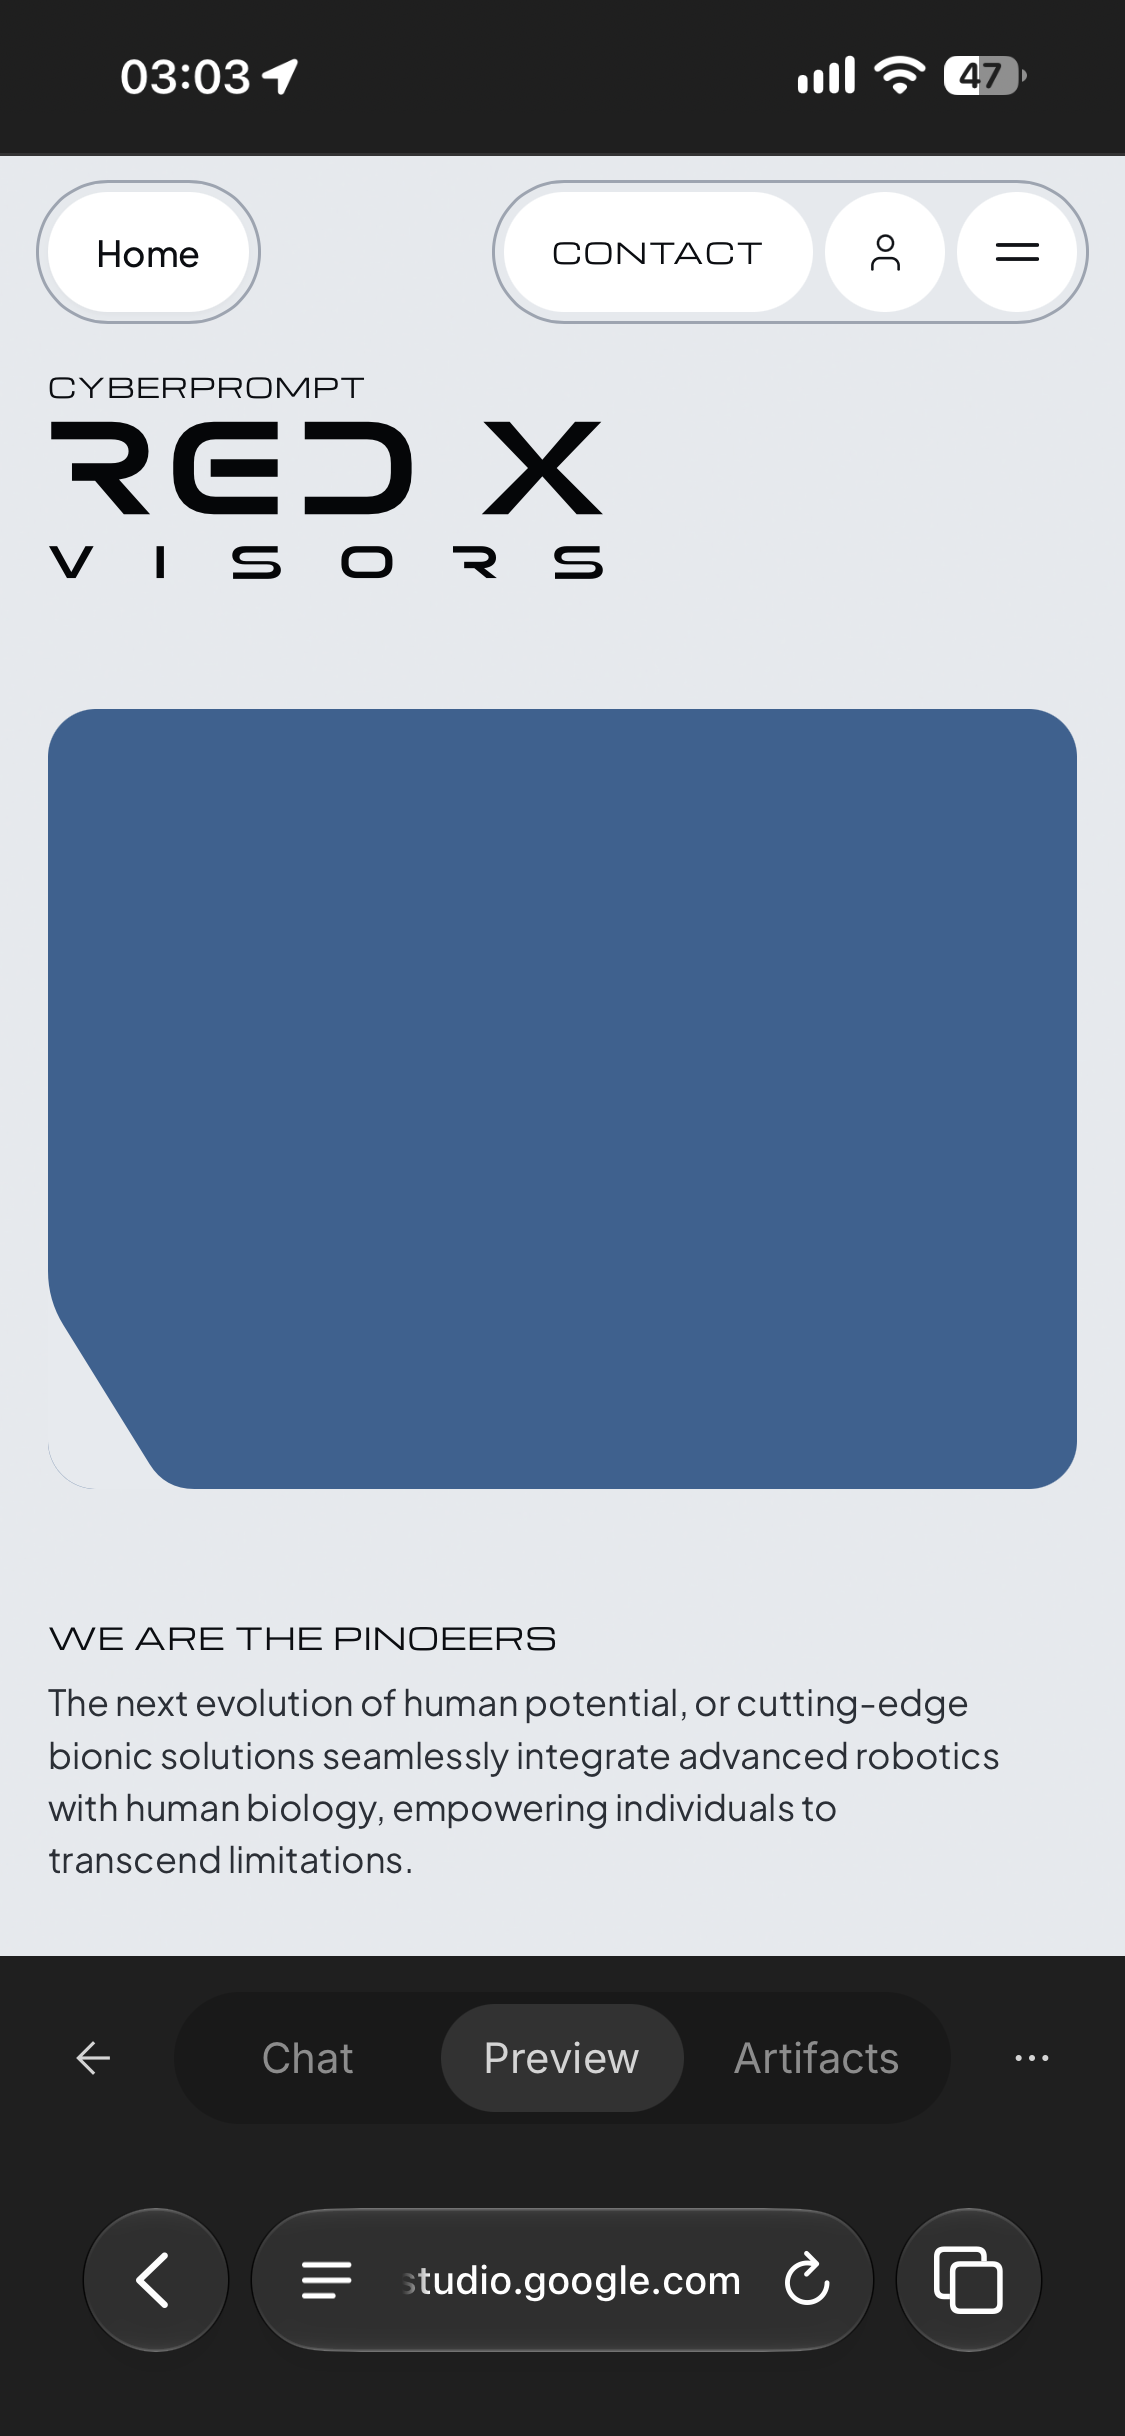 03:03
47
Home
CONTACT
CYBERPROMPT
RED X
VISORS
WE ARE THE PINOEERS
The next evolution of human potential, or cutting-edge
bionic solutions seamlessly integrate advanced robotics
with human biology, empowering individuals to
transcend limitations.
Chat
Preview
Artifacts
studio.google.com